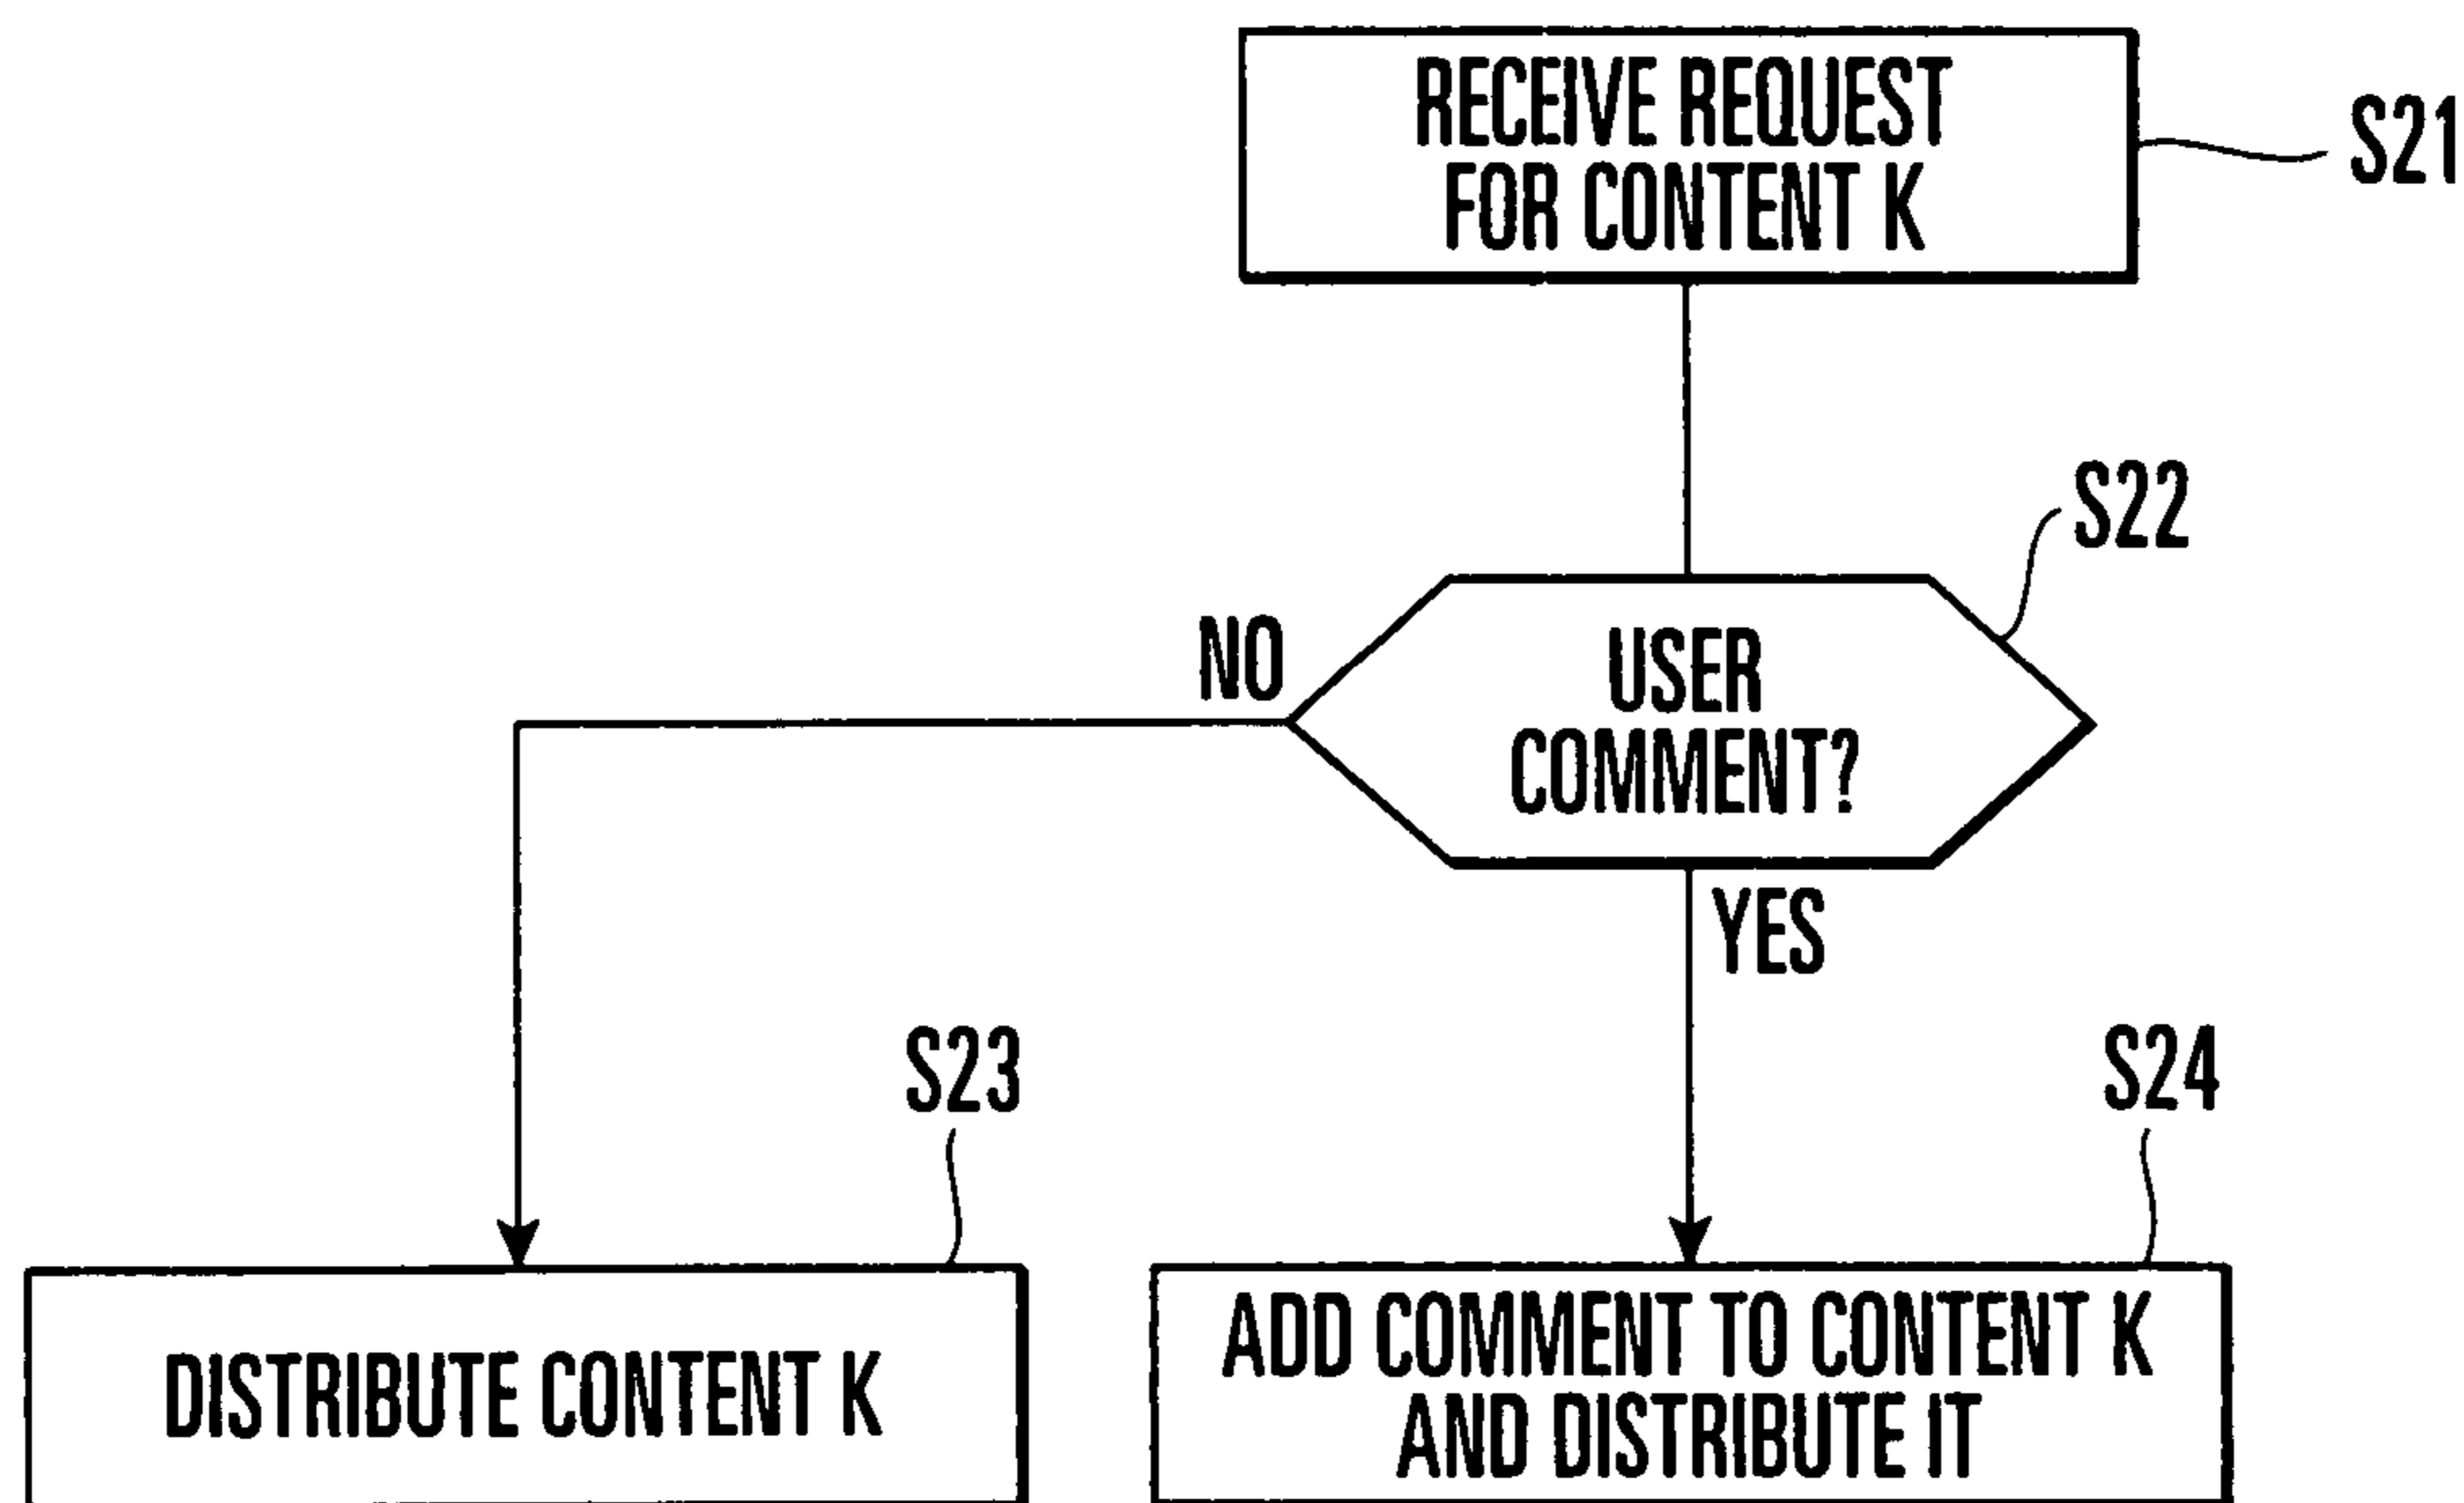 RECEIVE REQUEST
FOR CONTENT K
S21
S22
NO
USER
COMMENT?
YES
S23
S24
DISTRIBUTE CONTENT K
ADD COMMENT TO CONTENT K
AND DISTRIBUTE IT